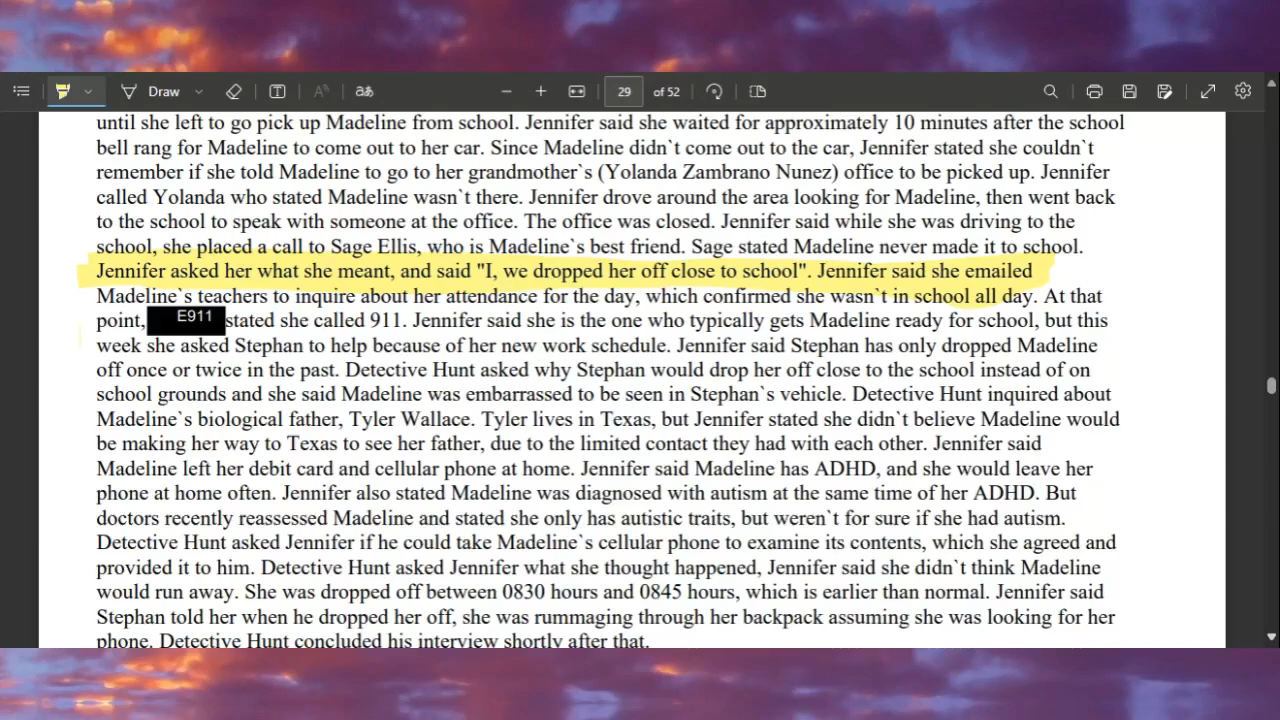 Draw
29 of 52
until she left to go pick up Madeline from school. Jennifer said she waited for approximately 10 minutes after the school
bell rang for Madeline to come out to her car. Since Madeline didn`t come out to the car, Jennifer stated she couldn`t
remember if she told Madeline to go to her grandmother`s (Yolanda Zambrano Nunez) office to be picked up. Jennifer
called Yolanda who stated Madeline wasn`t there. Jennifer drove around the area looking for Madeline, then went back
to the school to speak with someone at the office. The office was closed. Jennifer said while she was driving to the
school, she placed a call to Sage Ellis, who is Madeline`s best friend. Sage stated Madeline never made it to school.
Jennifer asked her what she meant, and said "I, we dropped her off close to school". Jennifer said she emailed
Madeline`s teachers to inquire about her attendance for the day, which confirmed she wasn`t in school all day. At that
point, E911 stated she called 911. Jennifer said she is the one who typically gets Madeline ready for school, but this
week she asked Stephan to help because of her new work schedule. Jennifer said Stephan has only dropped Madeline
off once or twice in the past. Detective Hunt asked why Stephan would drop her off close to the school instead of on
school grounds and she said Madeline was embarrassed to be seen in Stephan`s vehicle. Detective Hunt inquired about
Madeline`s biological father, Tyler Wallace. Tyler lives in Texas, but Jennifer stated she didn`t believe Madeline would
be making her way to Texas to see her father, due to the limited contact they had with each other. Jennifer said
Madeline left her debit card and cellular phone at home. Jennifer said Madeline has ADHD, and she would leave her
phone at home often. Jennifer also stated Madeline was diagnosed with autism at the same time of her ADHD. But
doctors recently reassessed Madeline and stated she only has autistic traits, but weren`t for sure if she had autism.
Detective Hunt asked Jennifer if he could take Madeline`s cellular phone to examine its contents, which she agreed and
provided it to him. Detective Hunt asked Jennifer what she thought happened, Jennifer said she didn`t think Madeline
would run away. She was dropped off between 0830 hours and 0845 hours, which is earlier than normal. Jennifer said
Stephan told her when he dropped her off, she was rummaging through her backpack assuming she was looking for her
phone. Detective Hunt concluded his interview shortly after that.